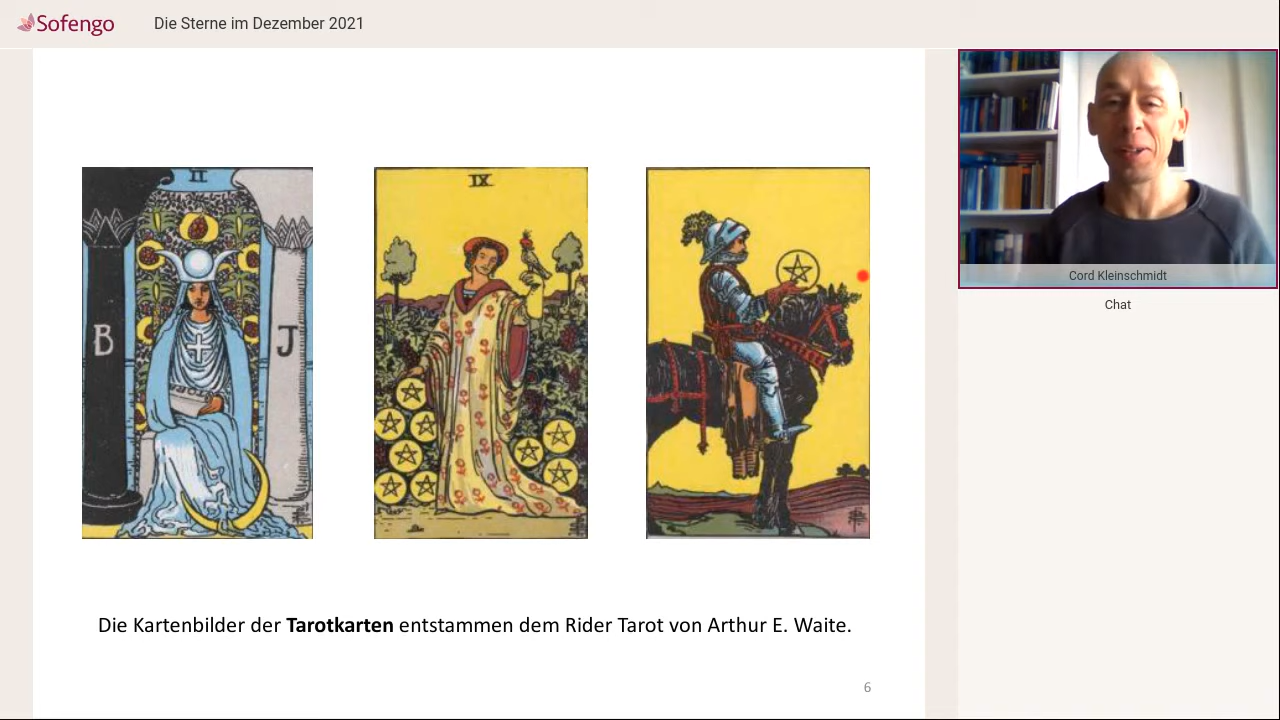 Sofengo
Die Sterne im Dezember 2021
II
B
J
TORA
IX
Cord Kleinschmidt
Chat
Die Kartenbilder der Tarotkarten entstammen dem Rider Tarot von Arthur E. Waite.
6